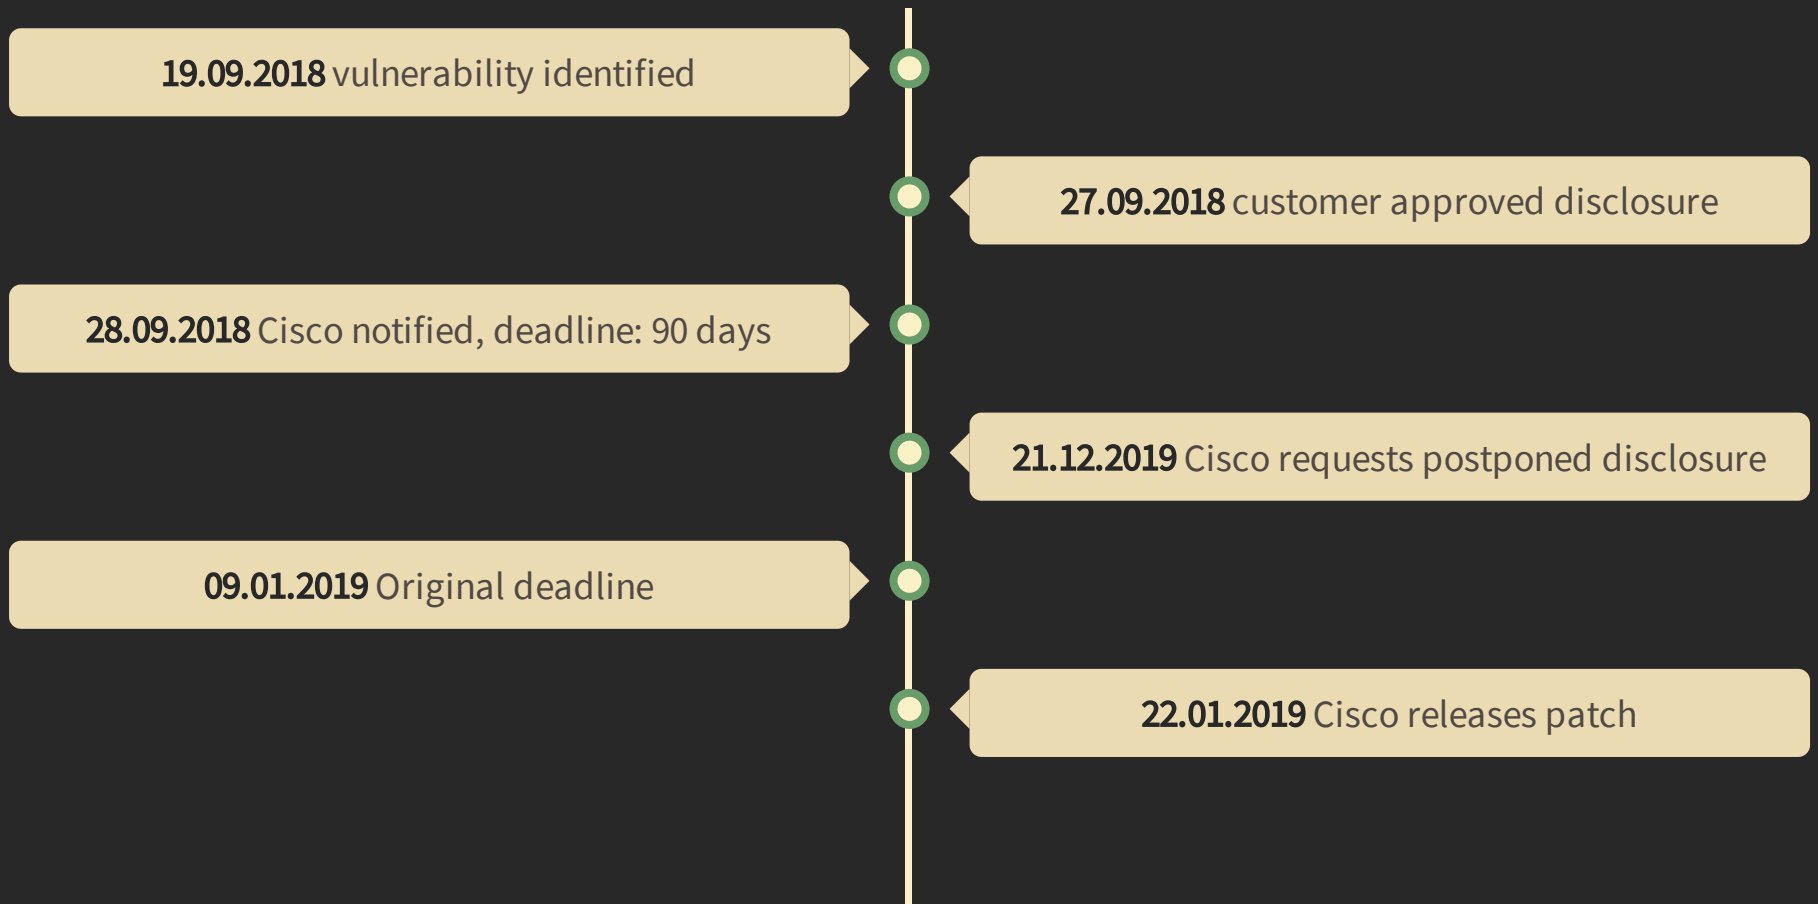 19.09.2018 vulnerability identified
27.09.2018 customer approved disclosure
28.09.2018 Cisco notified, deadline: 90 days
21.12.2019 Cisco requests postponed disclosure
09.01.2019 Original deadline
22.01.2019 Cisco releases patch